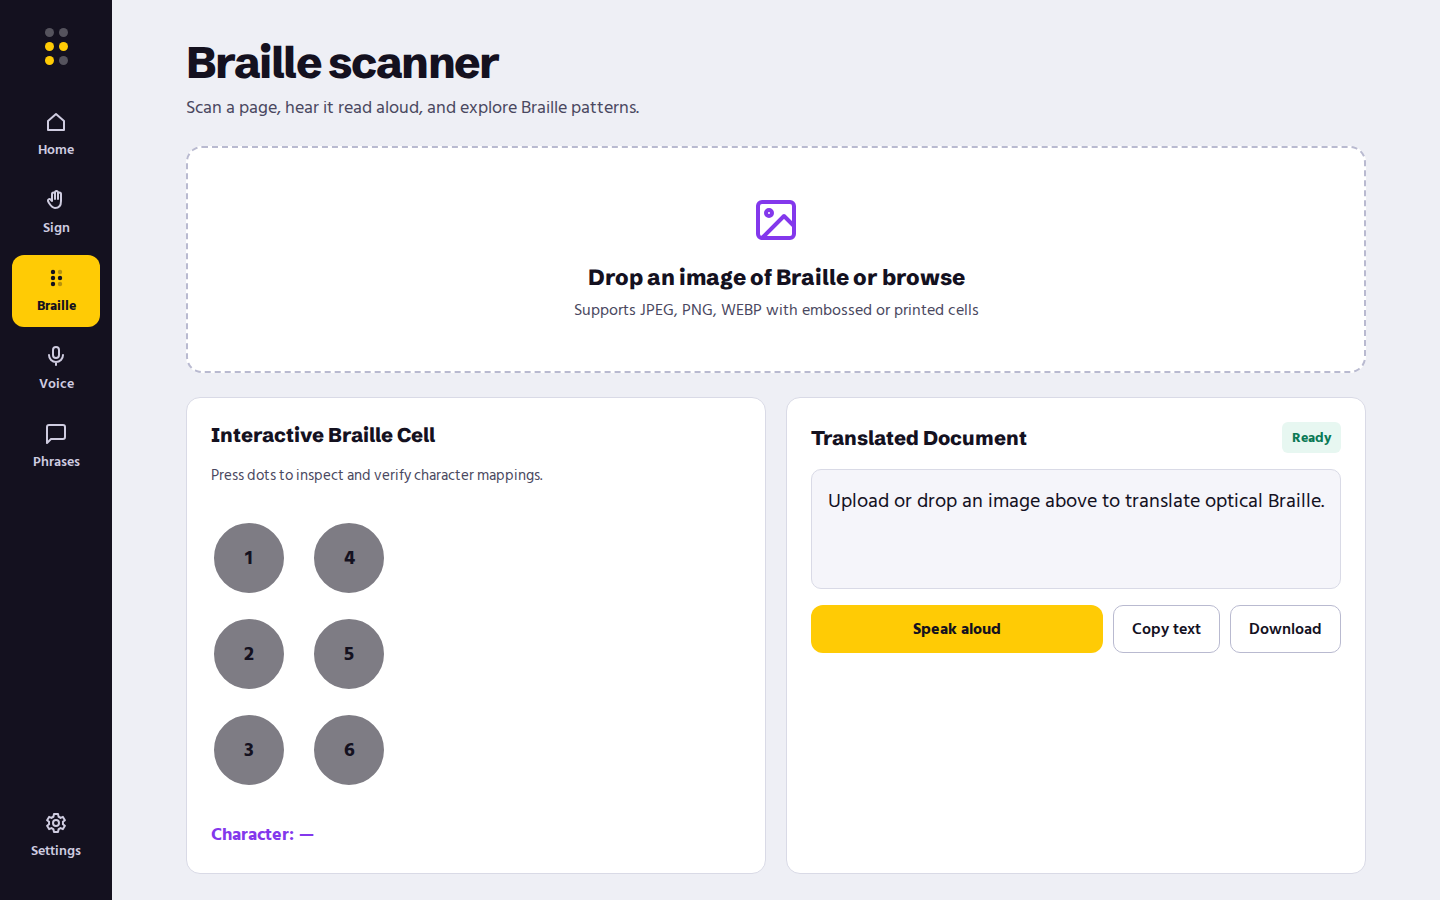 Home
Sign
Braille
Voice
Phrases
Settings
Braille scanner
Scan a page, hear it read aloud, and explore Braille patterns.
Drop an image of Braille or browse
Supports JPEG, PNG, WEBP with embossed or printed cells
Interactive Braille Cell
Press dots to inspect and verify character mappings.
1 4
2 5
3 6
Character: —
Translated Document
Ready
Upload or drop an image above to translate optical Braille.
Speak aloud
Copy text
Download